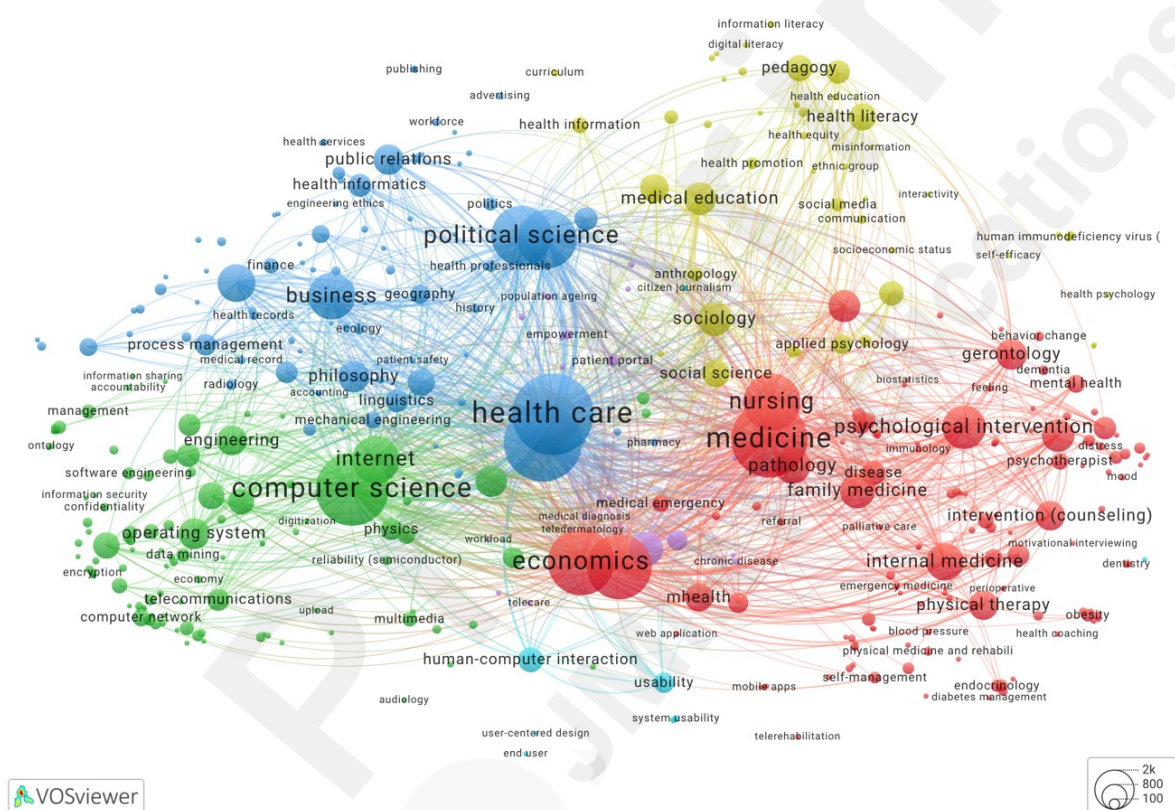 information literacy
digital literacy
pedagogy
publishing
curriculum
advertising
health education
health literacy
workforce
health information
health equity
misinformation
health services
public relations
health promotion
ethnic group
health informatics
medical education
interactivity
engineering ethics
politics
social media
communication
political science
human immunodeficiency virus (
socioeconomic status
self-efficacy
finance
health professionals
anthropology
citizen journalism
business
geography
population ageing
health psychology
history
sociology
health records
ecology
empowerment
behavior change
process management
applied psychology
gerontology
medical record
patient safety
patient portal
dementia
information sharing
accountability
radiology
philosophy
social science
biostatistics
feeling
mental health
accounting
linguistics
nursing
management
health care
mechanical engineering
psychological intervention
ontology
engineering
pharmacy
medicine
immunology
distress
internet
pathology
psychotherapist
software engineering
disease
mood
computer science
family medicine
information security
confidentiality
medical emergency
intervention (counseling)
digitization
physics
medical diagnosis
teledermatology
referral
palliative care
operating system
workload
motivational interviewing
data mining
reliability (semiconductor)
economics
chronic disease
internal medicine
dentistry
encryption
economy
emergency medicine
perioperative
telecommunications
telecare
mhealth
physical therapy
upload
computer network
multimedia
obesity
web application
blood pressure
health coaching
human-computer interaction
physical medicine and rehabili
usability
mobile apps
self-management
endocrinology
diabetes management
audiology
system usability
user-centered design
telerehabilitation
end user
VOSviewer
2k
800
100